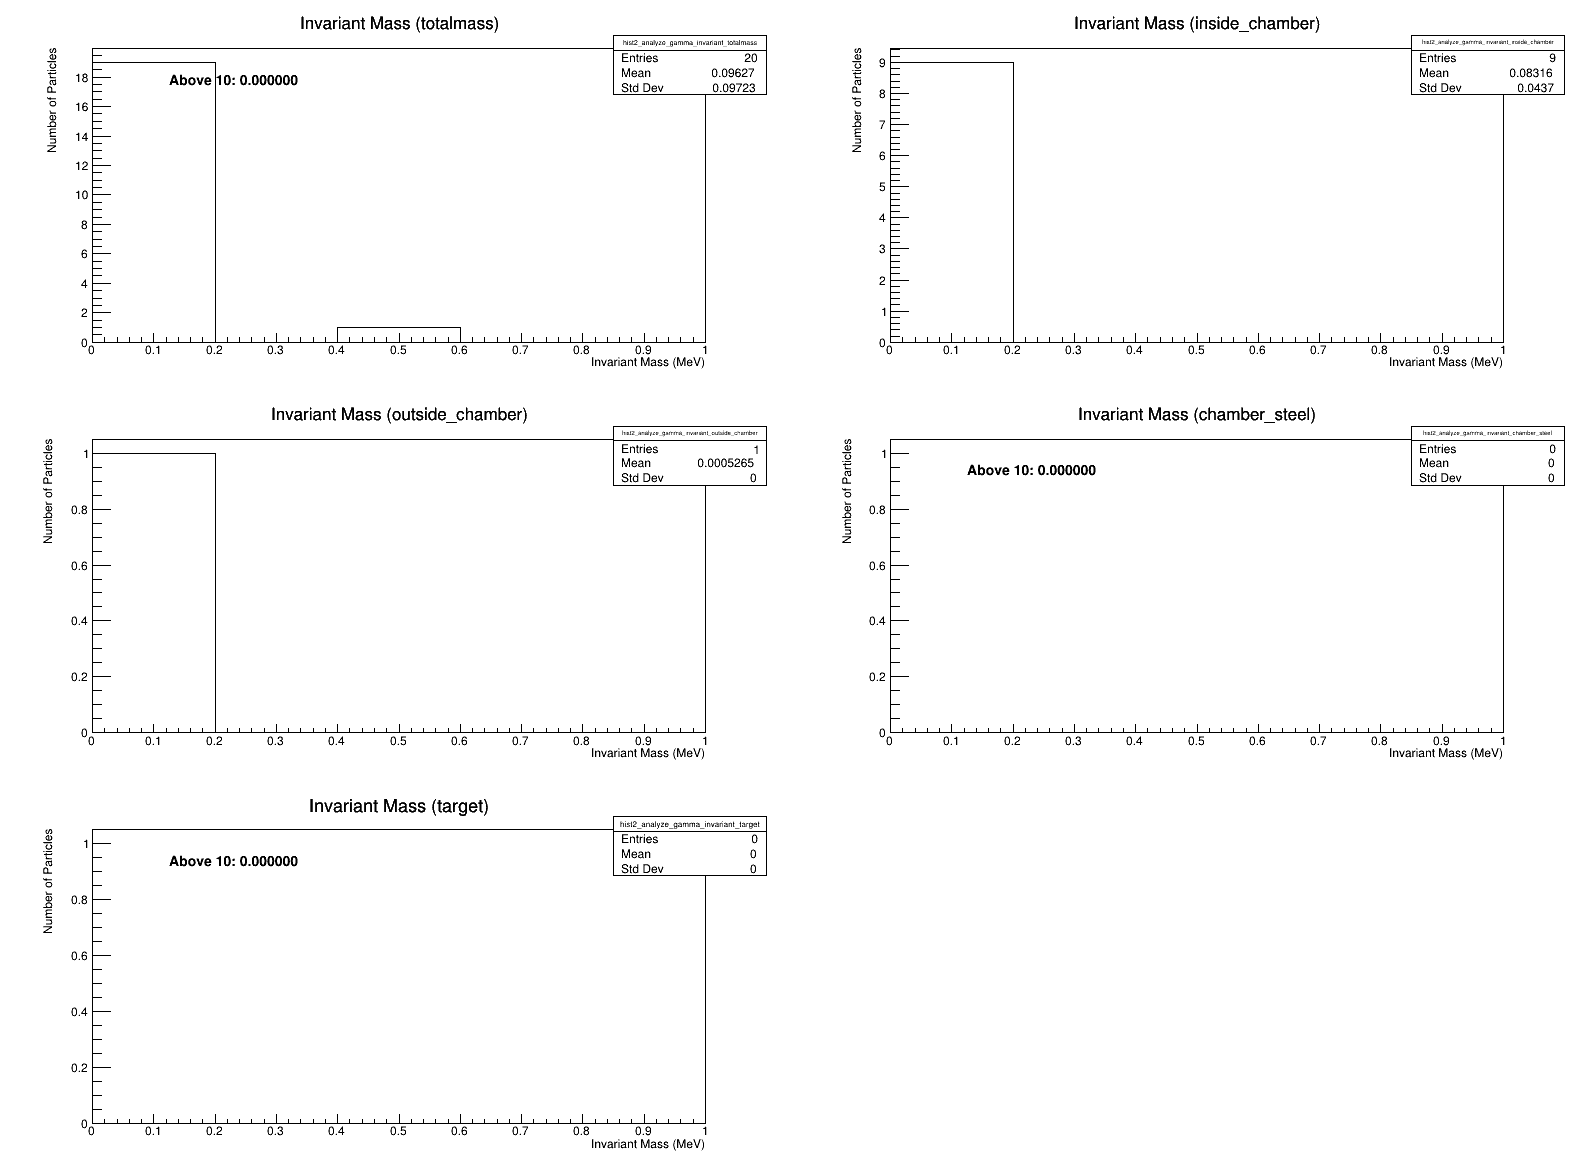 Invariant Mass (totalmass)
hist2_analyze_gamma_invariant_totalmass
Entries 20
Mean 0.09627
Std Dev 0.09723
Above 10: 0.000000
Number of Particles
18
16
14
12
10
8
6
4
2
0
0 0.1 0.2 0.3 0.4 0.5 0.6 0.7 0.8 0.9 1
Invariant Mass (MeV)
Invariant Mass (inside_chamber)
hist2_analyze_gamma_invariant_inside_chamber
Entries 9
Mean 0.08316
Std Dev 0.0437
Number of Particles
9
8
7
6
5
4
3
2
1
0
0 0.1 0.2 0.3 0.4 0.5 0.6 0.7 0.8 0.9 1
Invariant Mass (MeV)
Invariant Mass (outside_chamber)
hist2_analyze_gamma_invariant_outside_chamber
Entries 1
Mean 0.0005265
Std Dev 0
Number of Particles
1
0.8
0.6
0.4
0.2
0
0 0.1 0.2 0.3 0.4 0.5 0.6 0.7 0.8 0.9 1
Invariant Mass (MeV)
Invariant Mass (chamber_steel)
hist2_analyze_gamma_invariant_chamber_steel
Entries 0
Mean 0
Std Dev 0
Above 10: 0.000000
Number of Particles
1
0.8
0.6
0.4
0.2
0
0 0.1 0.2 0.3 0.4 0.5 0.6 0.7 0.8 0.9 1
Invariant Mass (MeV)
Invariant Mass (target)
hist2_analyze_gamma_invariant_target
Entries 0
Mean 0
Std Dev 0
Above 10: 0.000000
Number of Particles
1
0.8
0.6
0.4
0.2
0
0 0.1 0.2 0.3 0.4 0.5 0.6 0.7 0.8 0.9 1
Invariant Mass (MeV)